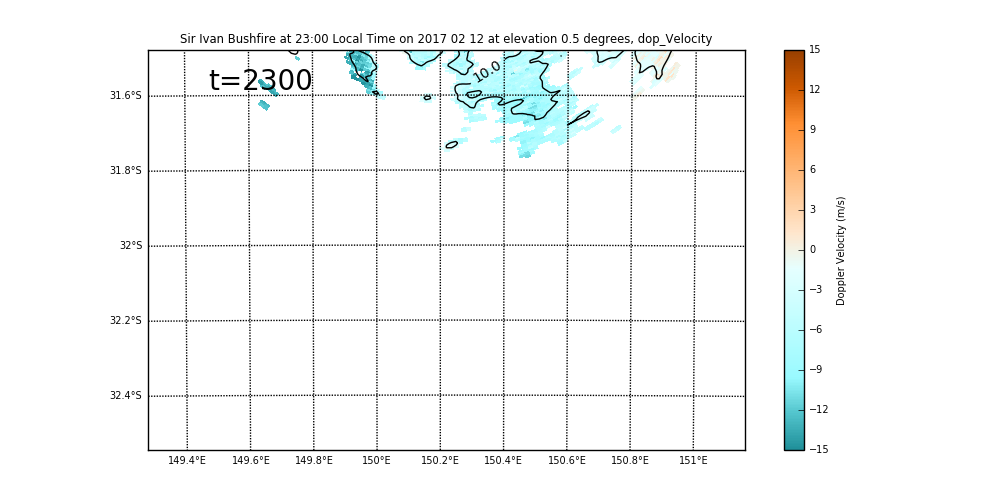 Sir Ivan Bushfire at 23:00 Local Time on 2017 02 12 at elevation 0.5 degrees, dop_Velocity
t=2300
10.0
31.6°S
31.8°S
32°S
32.2°S
32.4°S
149.4°E 149.6°E 149.8°E 150°E 150.2°E 150.4°E 150.6°E 150.8°E 151°E
15
12
9
6
3
0
−3
−6
−9
−12
−15
Doppler Velocity (m/s)